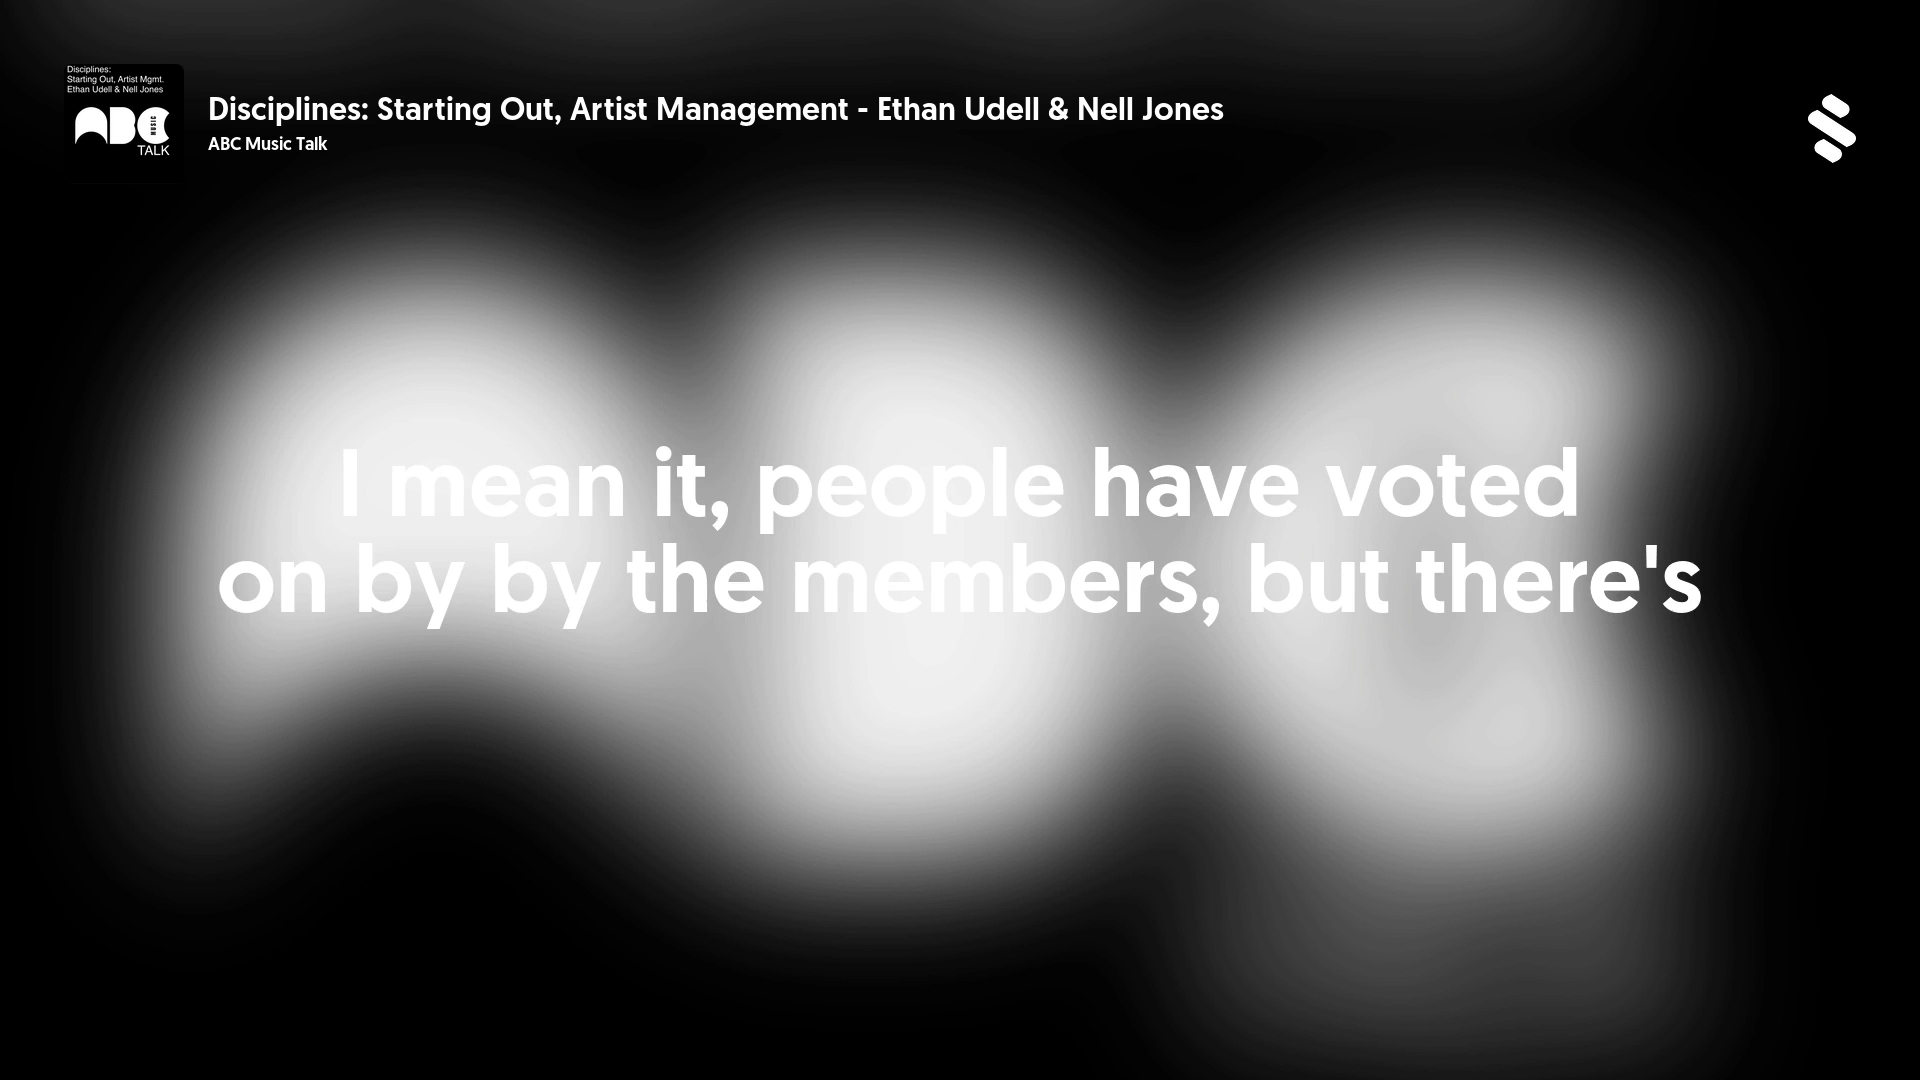 Disciplines:
Starting Out, Artist Mgmt.
Ethan Udell & Nell Jones
ABC
MUSIC
TALK
Disciplines: Starting Out, Artist Management - Ethan Udell & Nell Jones
ABC Music Talk
I mean it, people have voted
on by by the members, but there's